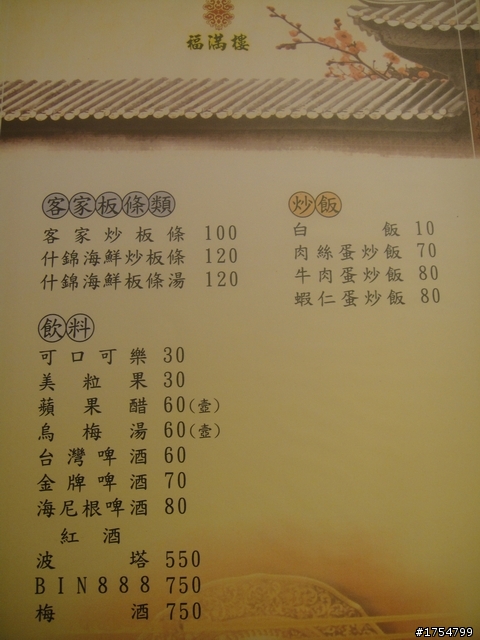 福滿樓
客家板條類
客家炒板條 100
什錦海鮮炒板條 120
什錦海鮮板條湯 120
炒飯
白飯 10
肉絲蛋炒飯 70
牛肉蛋炒飯 80
蝦仁蛋炒飯 80
飲料
可口可樂 30
美粒果 30
蘋果醋 60(壺)
烏梅湯 60(壺)
台灣啤酒 60
金牌啤酒 70
海尼根啤酒 80
紅酒
波塔 550
BIN888 750
梅酒 750
#1754799